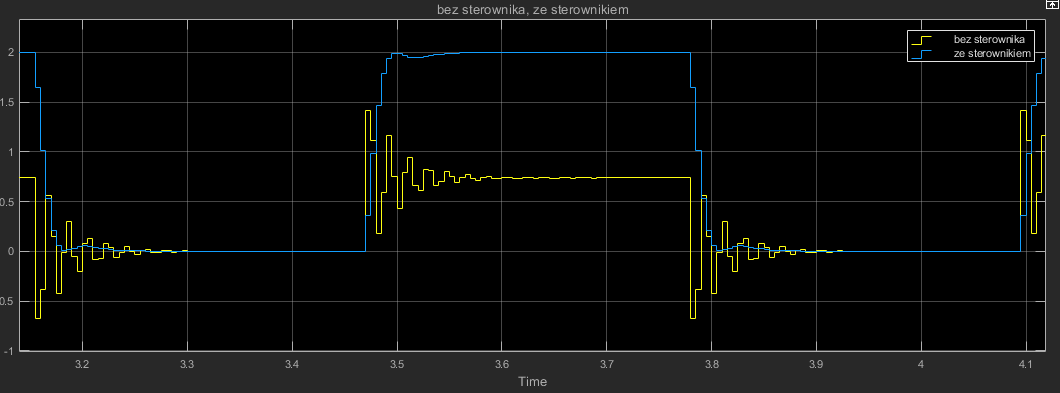 bez sterownika, ze sterownikiem
bez sterownika
ze sterownikiem
2
1.5
1
0.5
0
-0.5
-1
3.2 3.3 3.4 3.5 3.6 3.7 3.8 3.9 4 4.1
Time